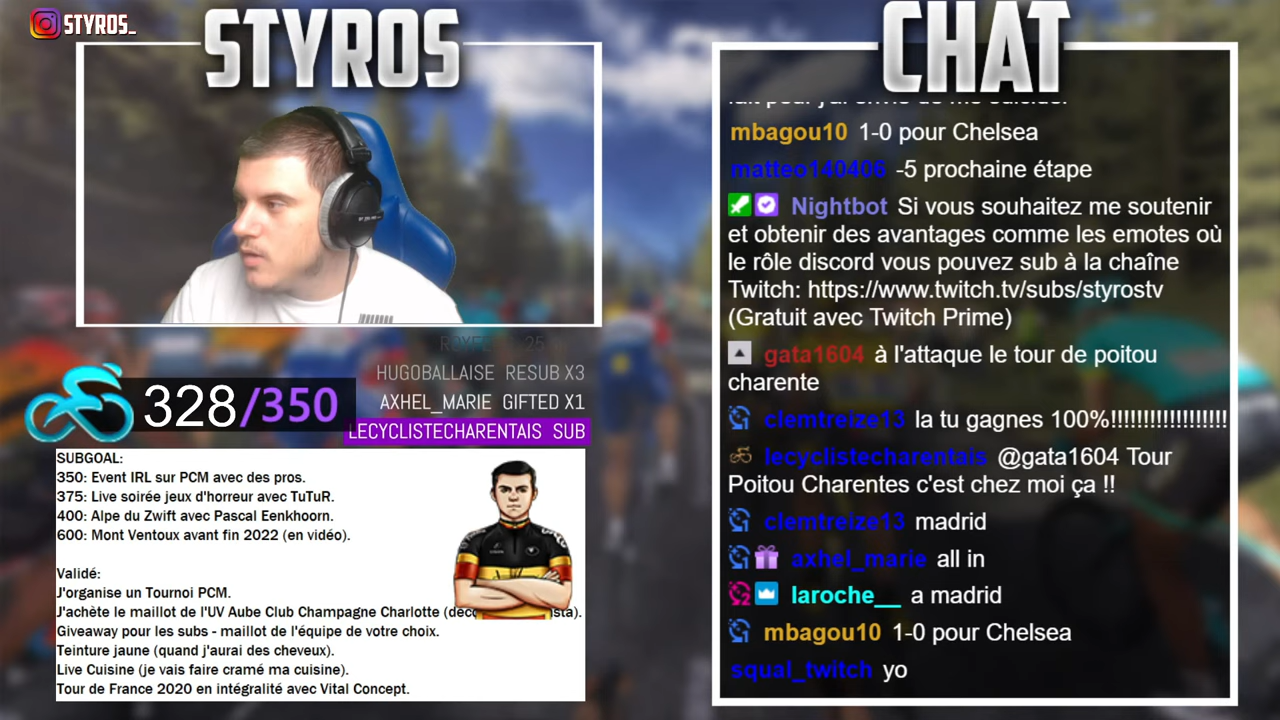 STYROS_
STYROS
328/350
HUGOBALLAISE RESUB X3
AXHEL_MARIE GIFTED X1
LECYCLISTECHARENTAIS SUB
SUBGOAL:
350: Event IRL sur PCM avec des pros.
375: Live soirée jeux d'horreur avec TuTuR.
400: Alpe du Zwift avec Pascal Eenkhoorn.
600: Mont Ventoux avant fin 2022 (en vidéo).
Validé:
J'organise un Tournoi PCM.
J'achète le maillot de l'UV Aube Club Champagne Charlotte
Giveaway pour les subs - maillot de l'équipe de votre choix.
Teinture jaune (quand j'aurai des cheveux).
Live Cuisine (je vais faire cramé ma cuisine).
Tour de France 2020 en intégralité avec Vital Concept.
CHAT
mbagou10 1-0 pour Chelsea
matteo140406 -5 prochaine étape
Nightbot Si vous souhaitez me soutenir
et obtenir des avantages comme les emotes où
le rôle discord vous pouvez sub à la chaîne
Twitch: https://www.twitch.tv/subs/styrostv
(Gratuit avec Twitch Prime)
gata1604 à l'attaque le tour de poitou
charente
clemtreize13 la tu gagnes 100%!!!!!!!!!!!!!!!!!!!
lecyclistecharentais @gata1604 Tour
Poitou Charentes c'est chez moi ça !!
clemtreize13 madrid
axhel_marie all in
laroche__ a madrid
mbagou10 1-0 pour Chelsea
squal_twitch yo